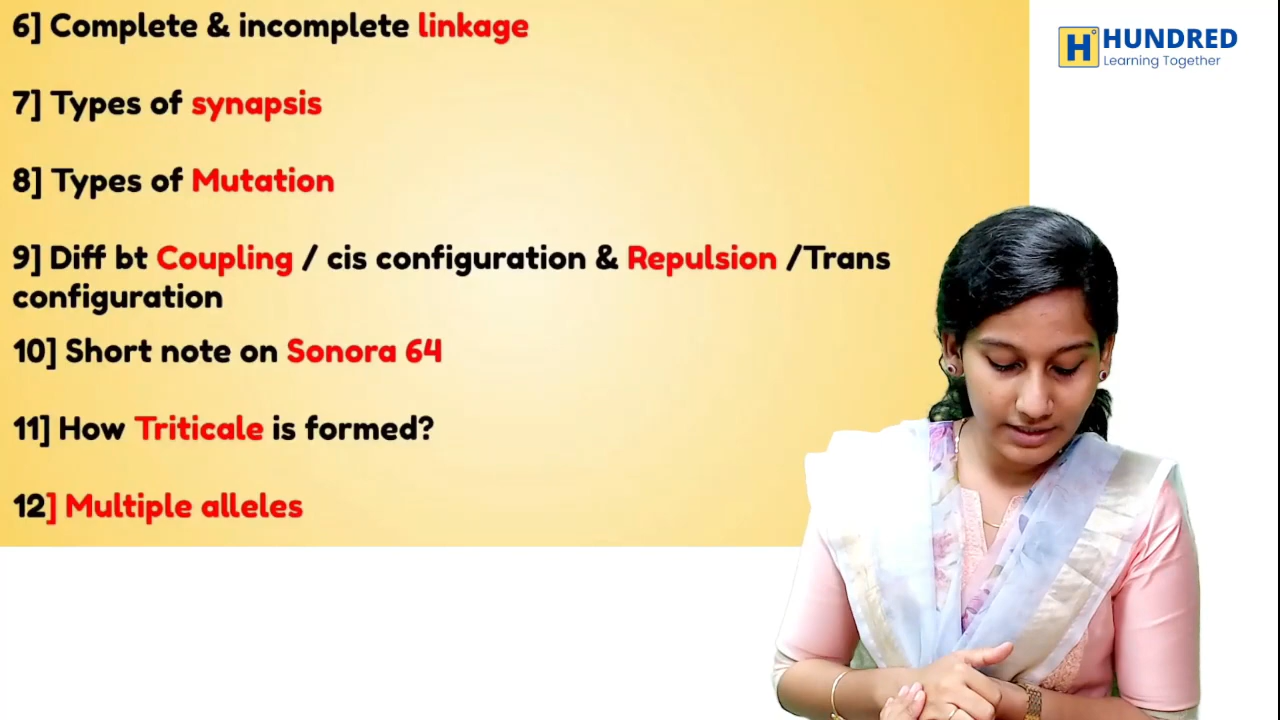 6] Complete & incomplete linkage
HUNDRED
Learning Together
7] Types of synapsis
8] Types of Mutation
9] Diff bt Coupling / cis configuration & Repulsion /Trans
configuration
10] Short note on Sonora 64
11] How Triticale is formed?
12] Multiple alleles